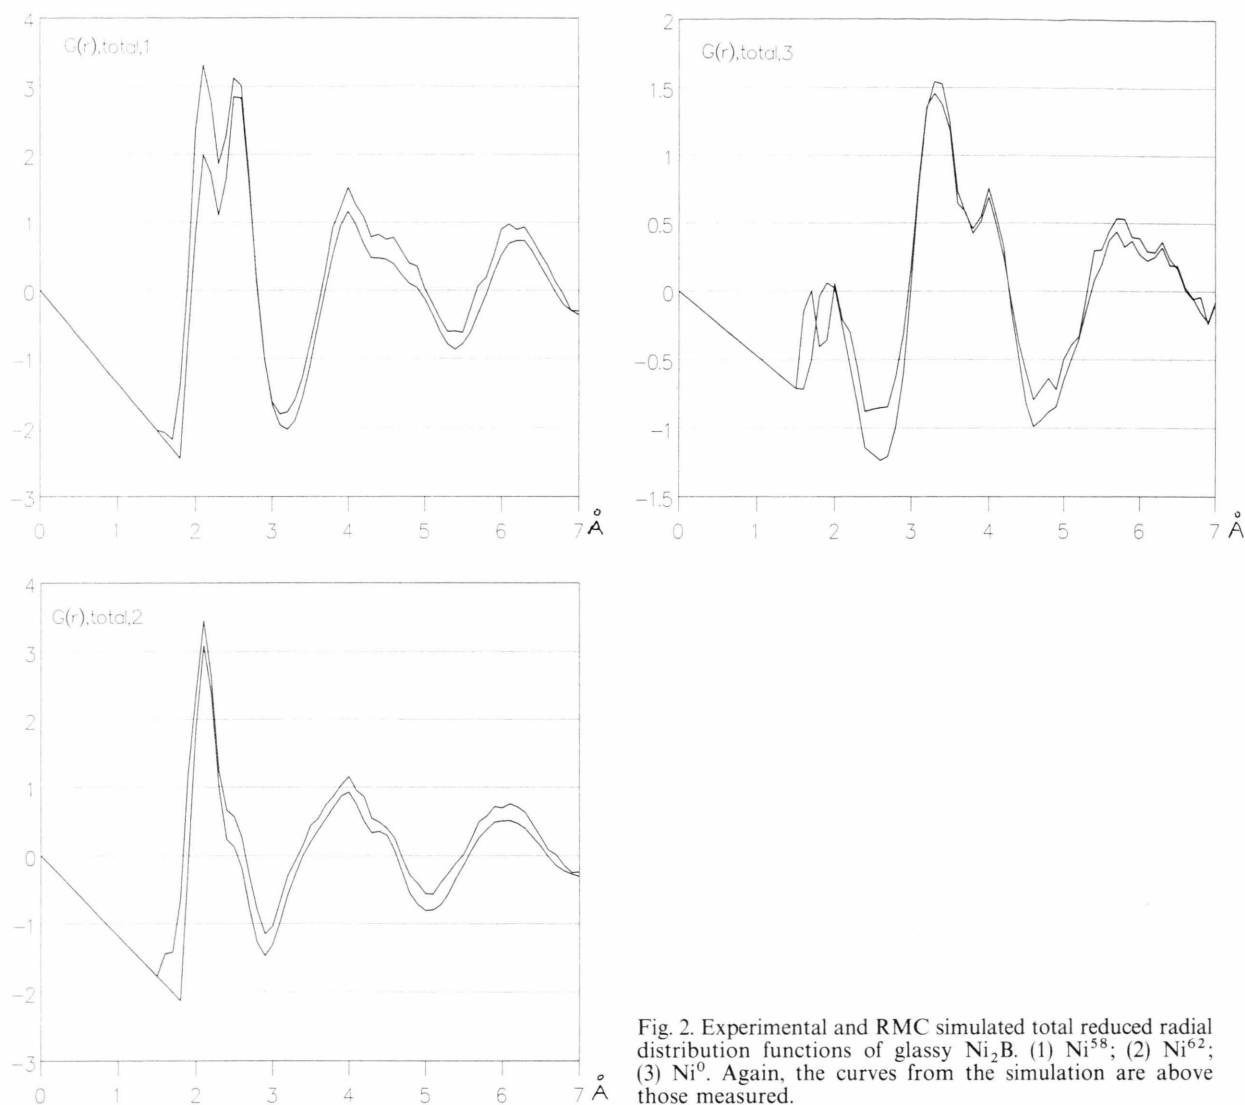 G(r),total,1
4
3
2
1
0
−1
−2
−3
0 1 2 3 4 5 6 7 Å
G(r),total,3
2
1.5
1
0.5
0
−0.5
−1
−1.5
0 1 2 3 4 5 6 7 Å
G(r),total,2
4
3
2
1
0
−1
−2
−3
0 1 2 3 4 5 6 7 Å
Fig. 2. Experimental and RMC simulated total reduced radial
distribution functions of glassy Ni₂B. (1) Ni⁵⁸; (2) Ni⁶²;
(3) Ni⁰. Again, the curves from the simulation are above
those measured.